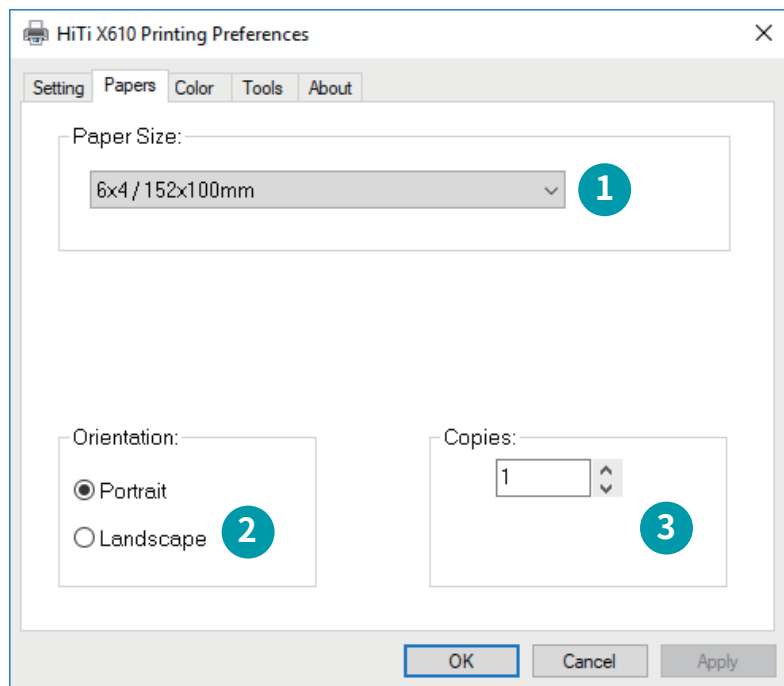 HiTi X610 Printing Preferences
Setting Papers Color Tools About
Paper Size:
6x4 / 152x100mm
1
Orientation:
Portrait
Landscape
2
Copies:
1
3
OK Cancel Apply